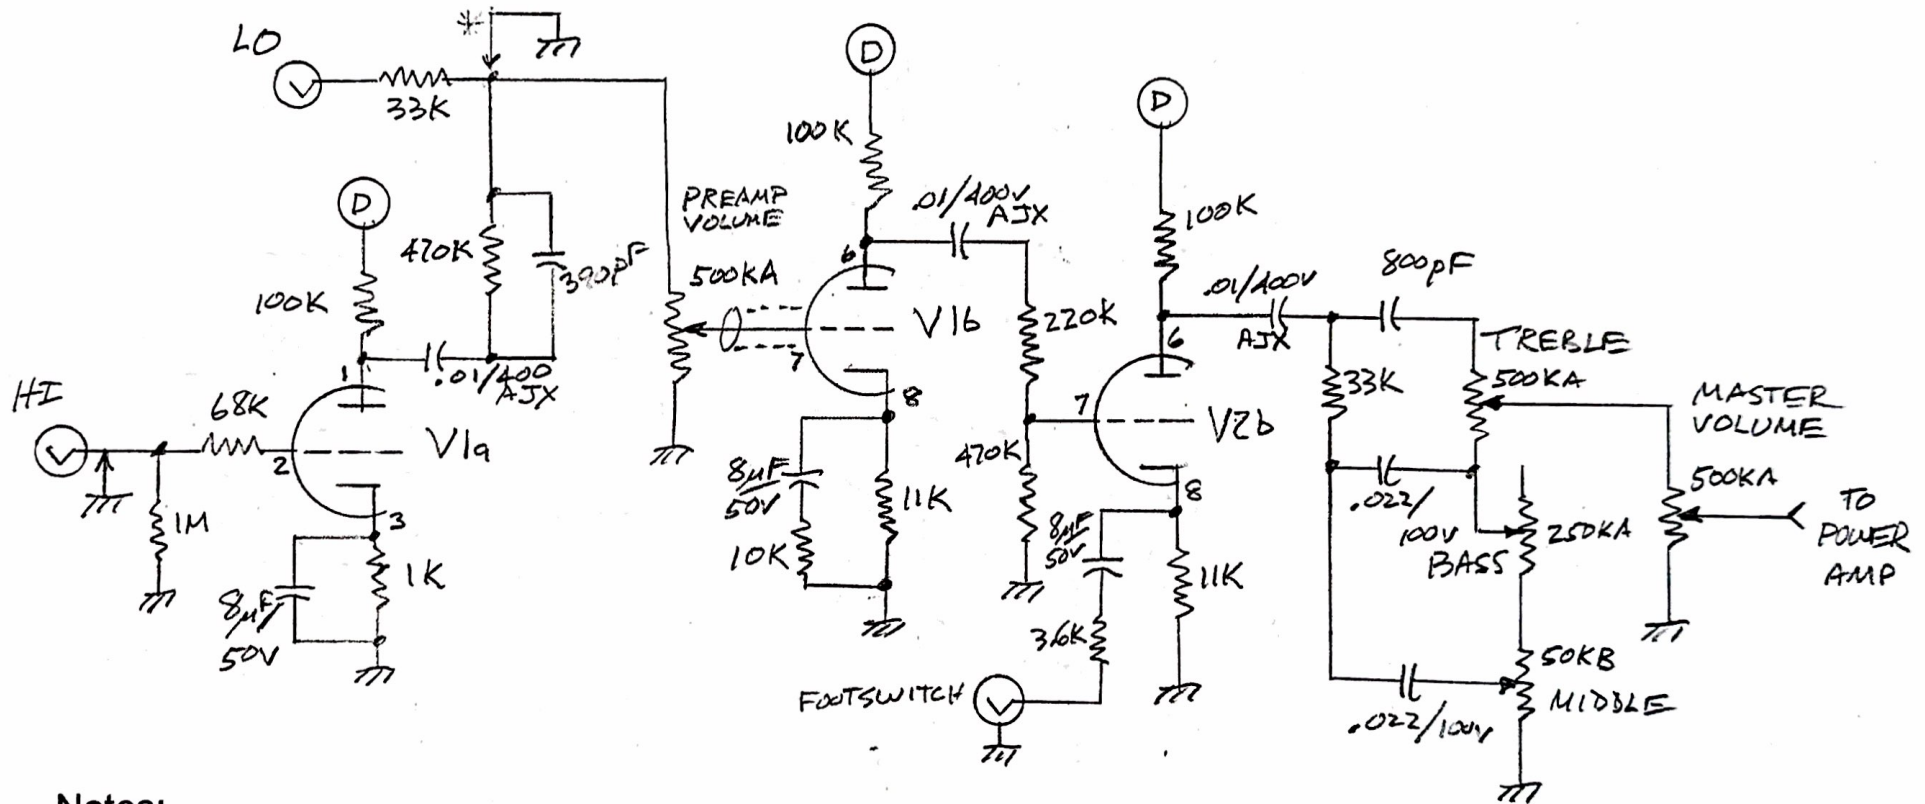 LO
33K
*
D
D
D
100K
100K
100K
PREAMP
VOLUME
.01/400V
AJX
470K
390pF
500KA
100K
6
V1b
7
8
220K
.01/400V
AJX
6
800pF
TREBLE
500KA
33K
MASTER
VOLUME
500KA
TO
POWER
AMP
HI
68K
1
.01/400
AJX
2
V1a
3
1M
1K
8µF/
50V
8µF
50V
10K
11K
470K
7
V2b
8
8µF
50V
11K
3.6K
FOOTSWITCH
.022/
100V
BASS
250KA
50KB
MIDDLE
.022/100V
Notes: